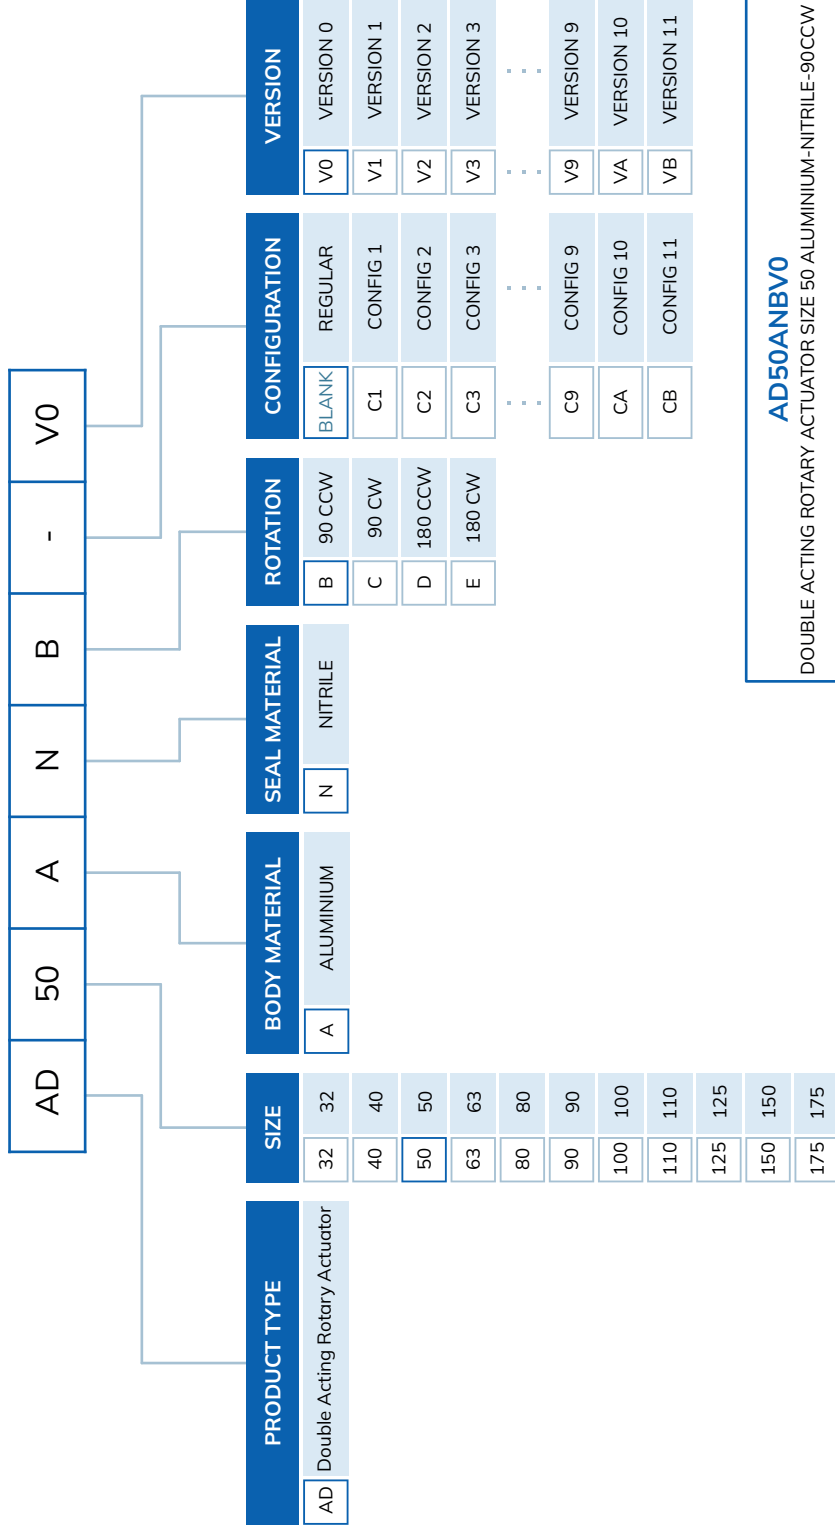 AD 50 A N B - V0
PRODUCT TYPE
AD Double Acting Rotary Actuator
SIZE
32 32
40 40
50 50
63 63
80 80
90 90
100 100
110 110
125 125
150 150
175 175
BODY MATERIAL
A ALUMINIUM
SEAL MATERIAL
N NITRILE
ROTATION
B 90 CCW
C 90 CW
D 180 CCW
E 180 CW
CONFIGURATION
BLANK REGULAR
C1 CONFIG 1
C2 CONFIG 2
C3 CONFIG 3
. . . . . .
C9 CONFIG 9
CA CONFIG 10
CB CONFIG 11
VERSION
V0 VERSION 0
V1 VERSION 1
V2 VERSION 2
V3 VERSION 3
. . . . . .
V9 VERSION 9
VA VERSION 10
VB VERSION 11
AD50ANBV0
DOUBLE ACTING ROTARY ACTUATOR SIZE 50 ALUMINIUM-NITRILE-90CCW